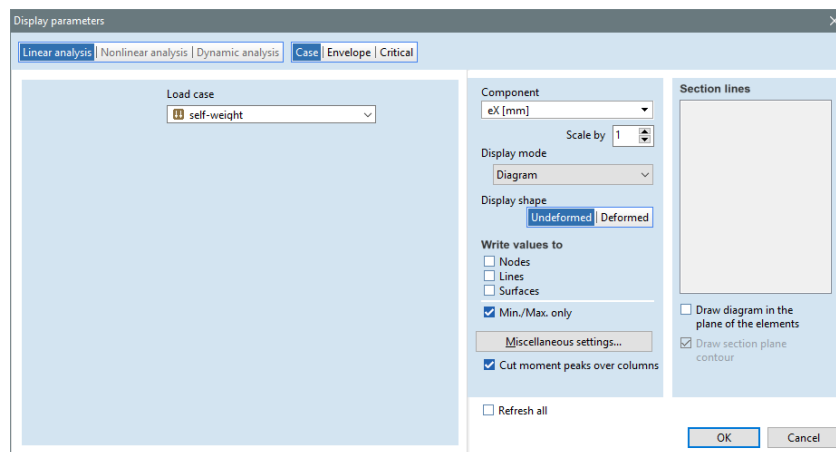 Display parameters
Linear analysis | Nonlinear analysis | Dynamic analysis
Case | Envelope | Critical
Load case
self-weight
Component
eX [mm]
Scale by 1
Display mode
Diagram
Display shape
Undeformed | Deformed
Write values to
Nodes
Lines
Surfaces
Min./Max. only
Miscellaneous settings...
Cut moment peaks over columns
Refresh all
Section lines
Draw diagram in the
plane of the elements
Draw section plane
contour
OK
Cancel